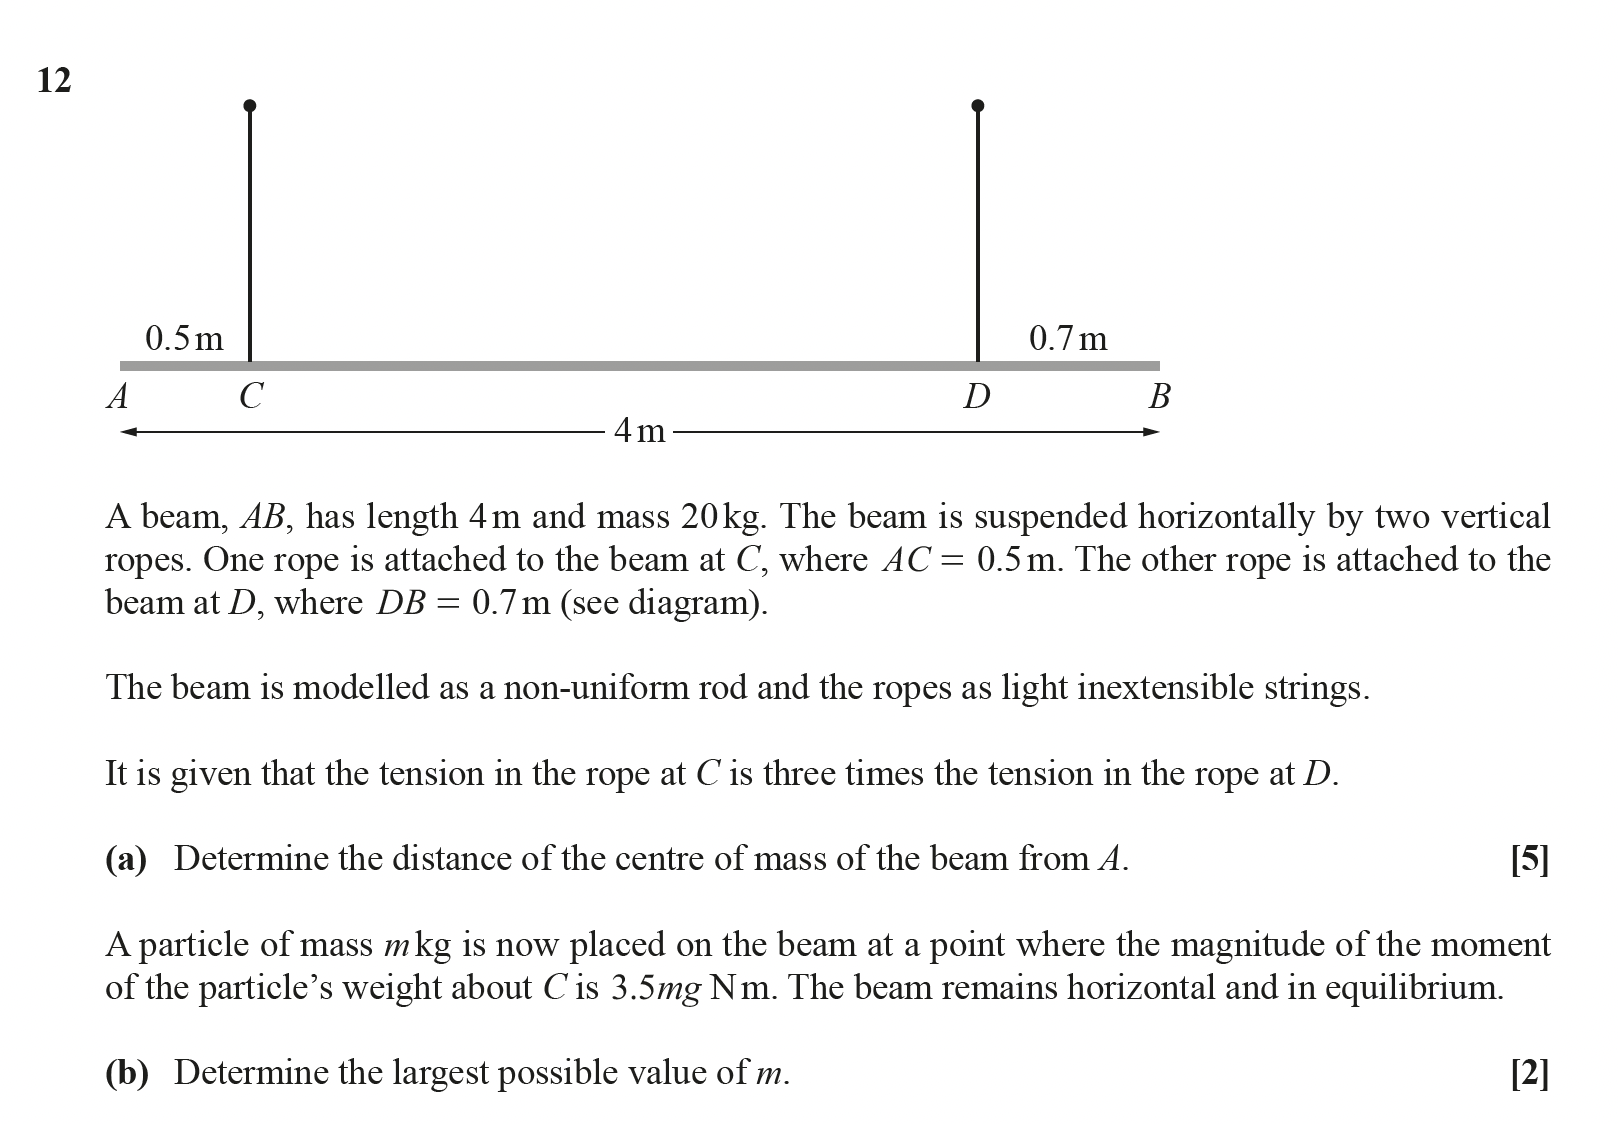 12
0.5 m
0.7 m
A
C
D
B
4 m
A beam, AB, has length 4 m and mass 20 kg. The beam is suspended horizontally by two vertical
ropes. One rope is attached to the beam at C, where AC = 0.5 m. The other rope is attached to the
beam at D, where DB = 0.7 m (see diagram).
The beam is modelled as a non-uniform rod and the ropes as light inextensible strings.
It is given that the tension in the rope at C is three times the tension in the rope at D.
(a) Determine the distance of the centre of mass of the beam from A. [5]
A particle of mass m kg is now placed on the beam at a point where the magnitude of the moment
of the particle’s weight about C is 3.5mg N m. The beam remains horizontal and in equilibrium.
(b) Determine the largest possible value of m. [2]